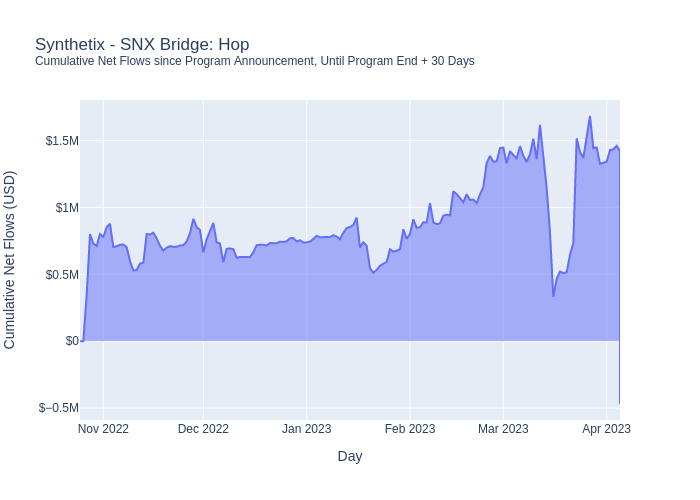 Synthetix - SNX Bridge: Hop
Cumulative Net Flows since Program Announcement, Until Program End + 30 Days
Cumulative Net Flows (USD)
$1.5M
$1M
$0.5M
$0
$−0.5M
Nov 2022
Dec 2022
Jan 2023
Feb 2023
Mar 2023
Apr 2023
Day